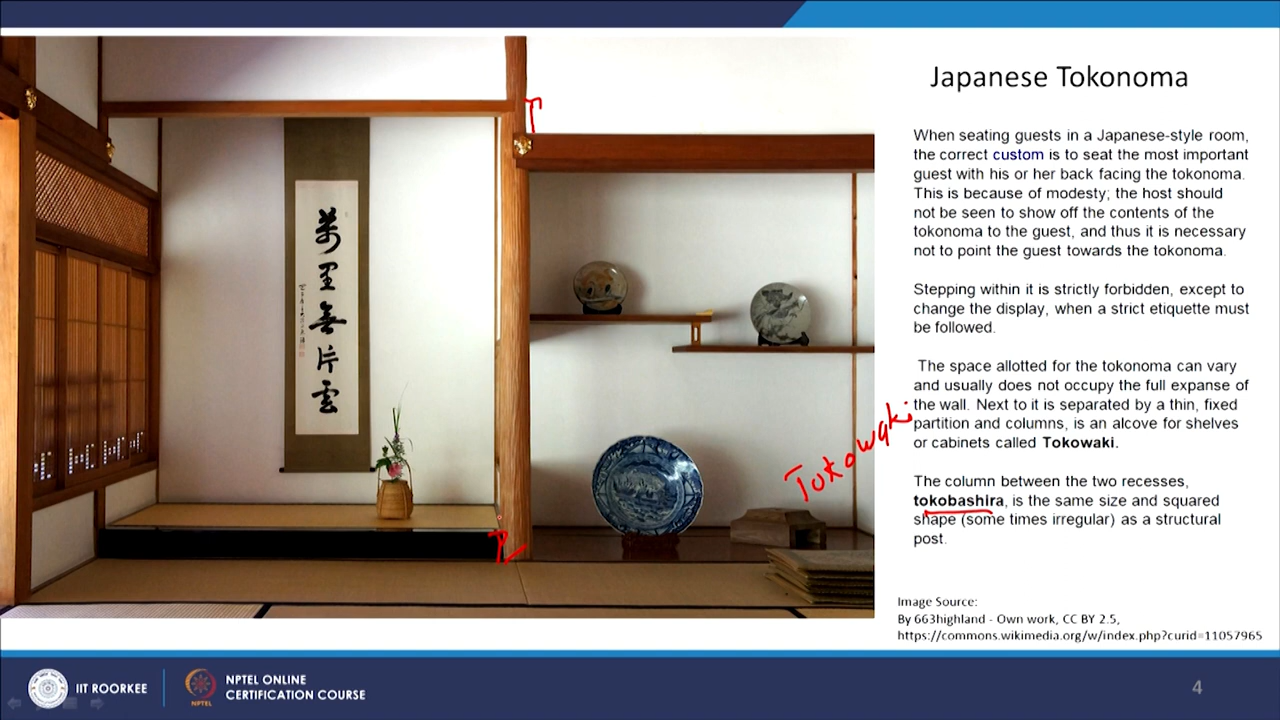 Japanese Tokonoma
When seating guests in a Japanese-style room,
the correct custom is to seat the most important
guest with his or her back facing the tokonoma.
This is because of modesty; the host should
not be seen to show off the contents of the
tokonoma to the guest, and thus it is necessary
not to point the guest towards the tokonoma.
Stepping within it is strictly forbidden, except to
change the display, when a strict etiquette must
be followed.
The space allotted for the tokonoma can vary
and usually does not occupy the full expanse of
the wall. Next to it is separated by a thin, fixed
partition and columns, is an alcove for shelves
or cabinets called Tokowaki.
The column between the two recesses,
tokobashira, is the same size and squared
shape (some times irregular) as a structural
post.
Image Source:
By 663highland - Own work, CC BY 2.5,
https://commons.wikimedia.org/w/index.php?curid=11057965
萬
里
無
片
雲
Tokowaki
IIT ROORKEE
NPTEL
NPTEL ONLINE
CERTIFICATION COURSE
4